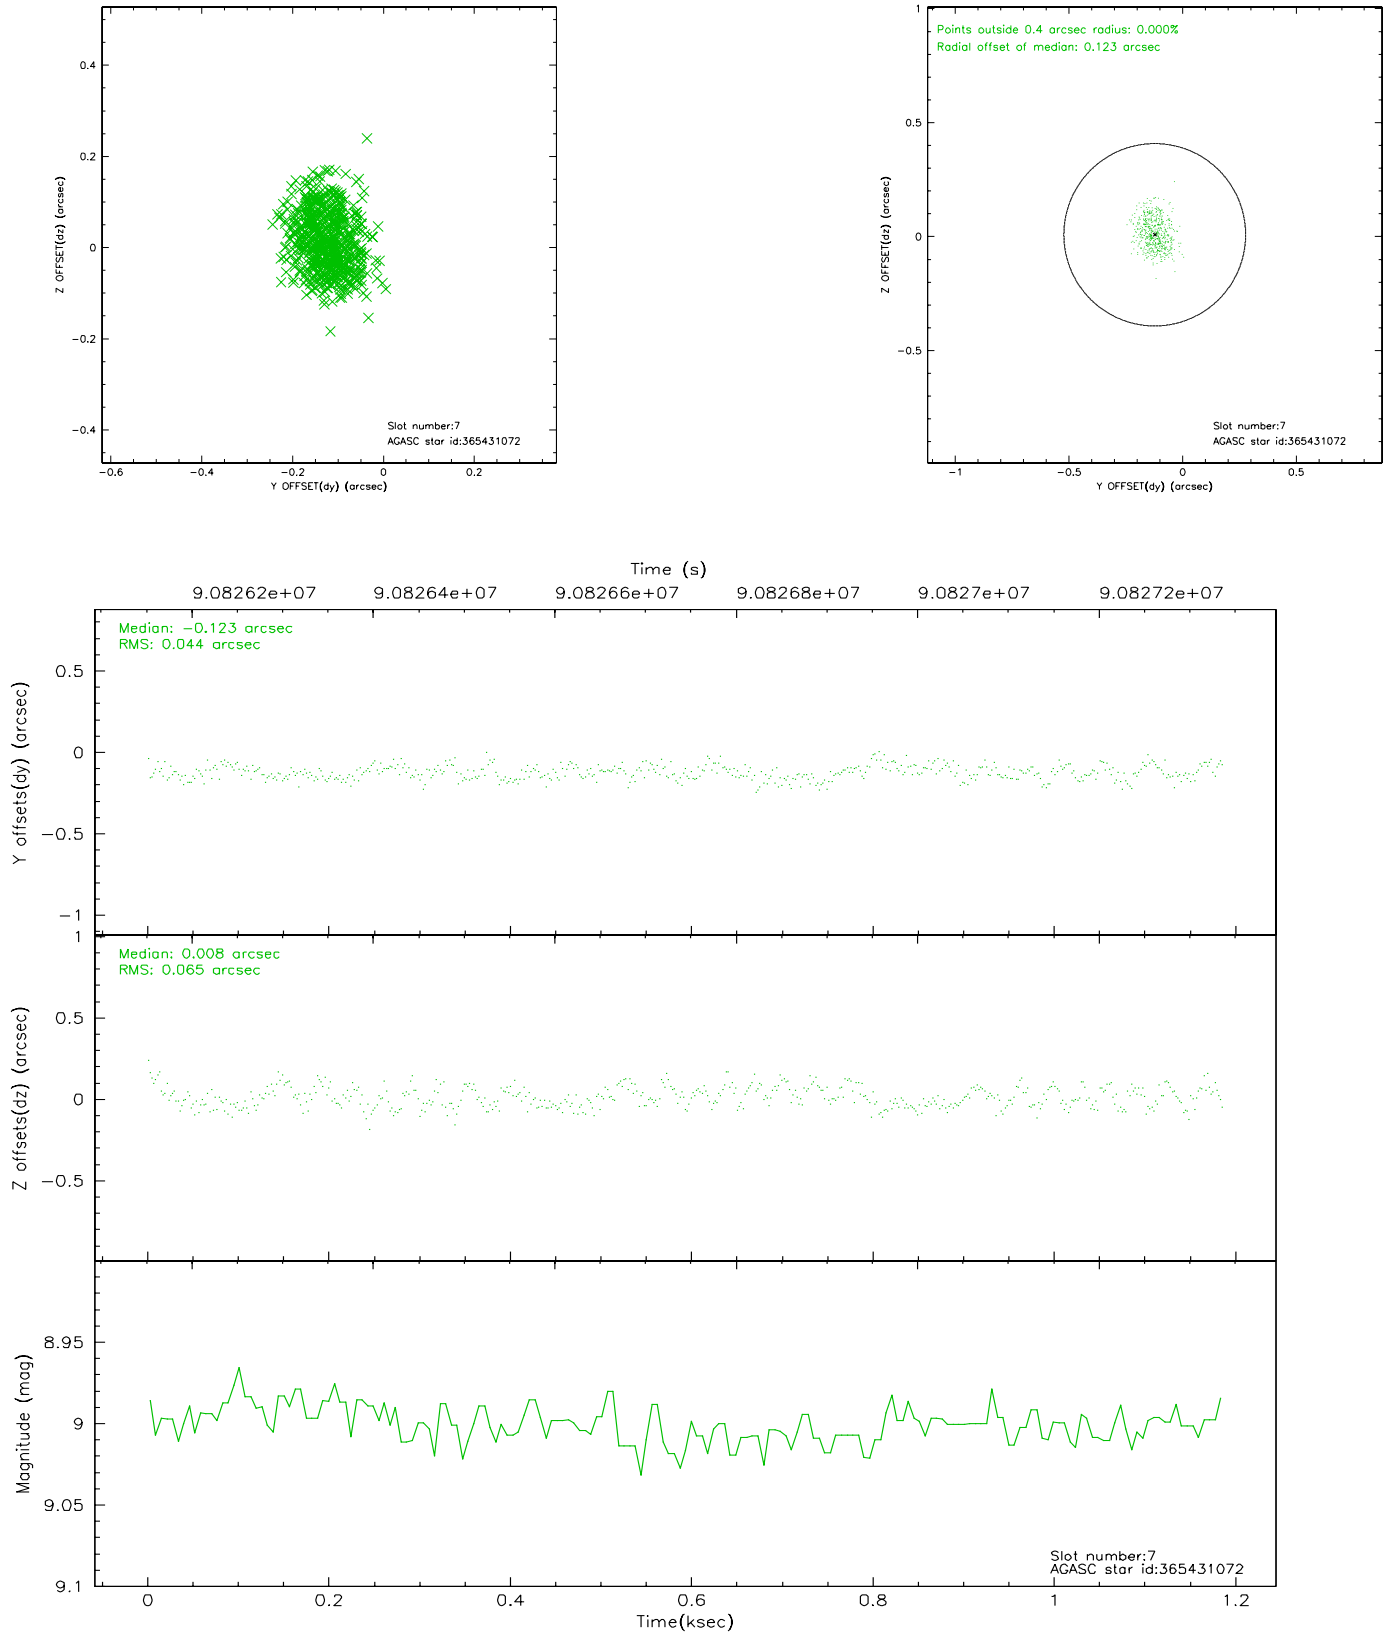 0.4
0.2
0
−0.2
−0.4
Z OFFSET(dz) (arcsec)
Slot number:7
AGASC star id:365431072
−0.6 −0.4 −0.2 0 0.2
Y OFFSET(dy) (arcsec)
Points outside 0.4 arcsec radius: 0.000%
Radial offset of median: 0.123 arcsec
1
0.5
0
−0.5
Z OFFSET(dz) (arcsec)
Slot number:7
AGASC star id:365431072
−1 −0.5 0 0.5
Y OFFSET(dy) (arcsec)
Time (s)
9.08262e+07 9.08264e+07 9.08266e+07 9.08268e+07 9.0827e+07 9.08272e+07
Median: −0.123 arcsec
RMS: 0.044 arcsec
0.5
0
−0.5
−1
Y offsets(dy) (arcsec)
Median: 0.008 arcsec
RMS: 0.065 arcsec
1
0.5
0
−0.5
Z offsets(dz) (arcsec)
8.95
9
9.05
9.1
Magnitude (mag)
Slot number:7
AGASC star id:365431072
0 0.2 0.4 0.6 0.8 1 1.2
Time(ksec)